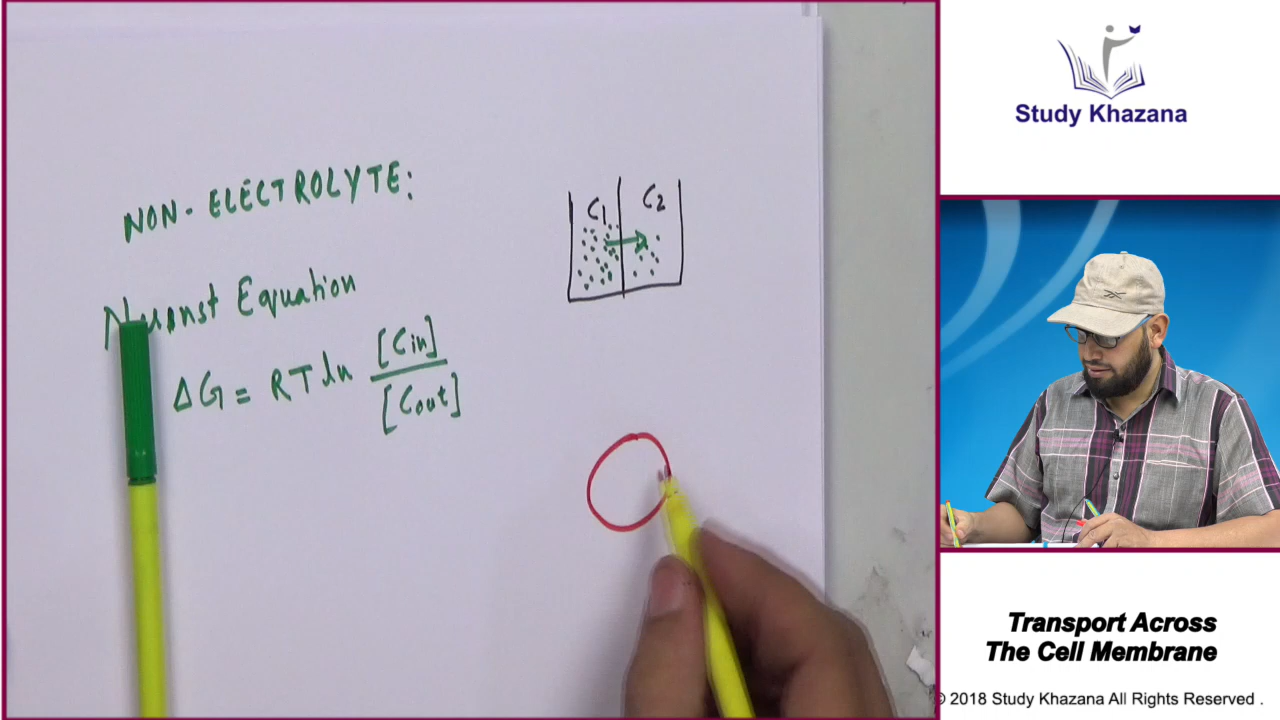 NON-ELECTROLYTE:
Nernst Equation
ΔG = RT ln [Cin]/[Cout]
C1 C2
Study Khazana
Transport Across
The Cell Membrane
© 2018 Study Khazana All Rights Reserved .